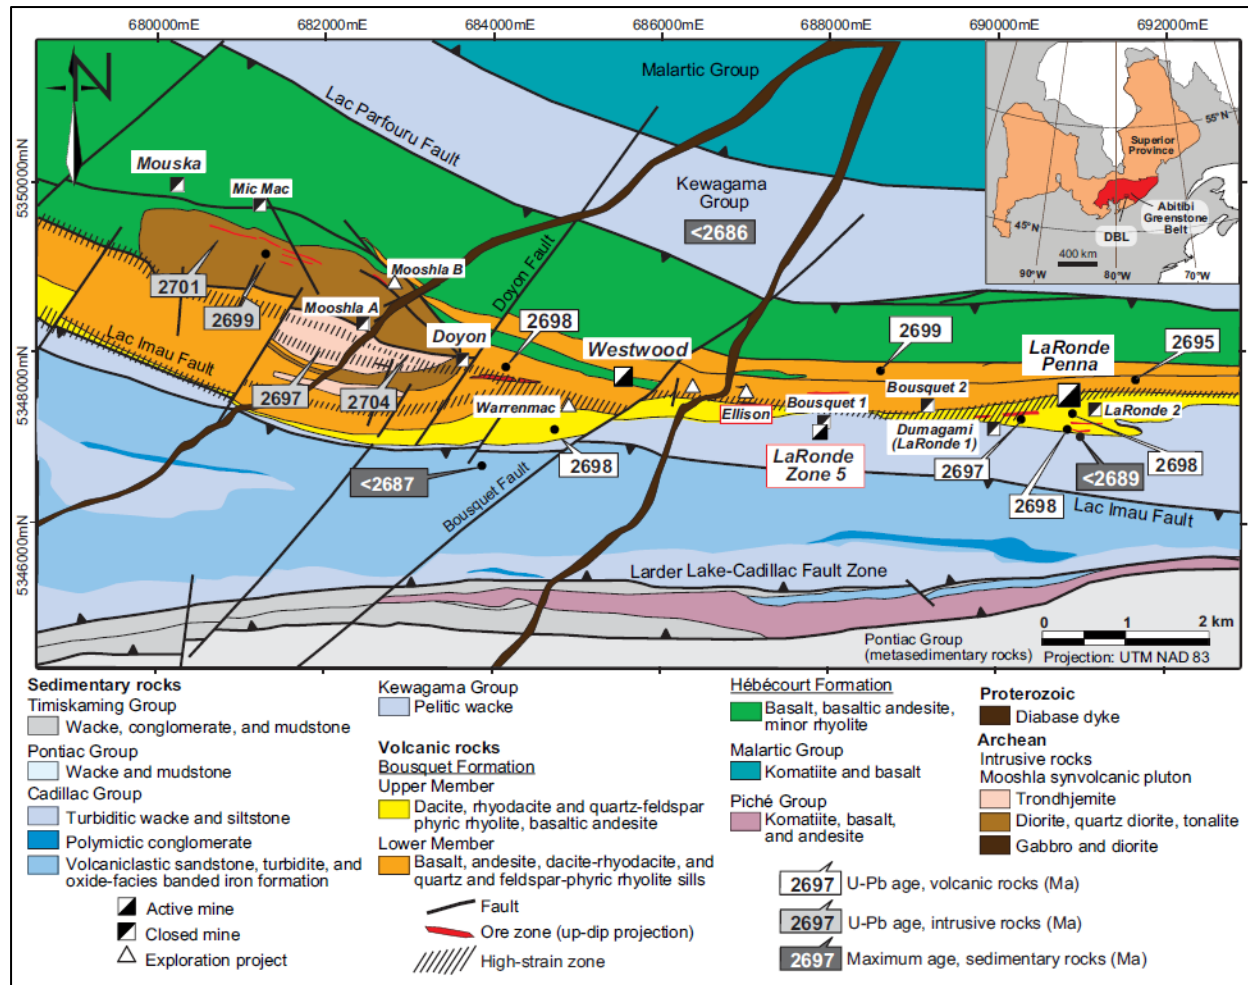 680000mE
682000mE
684000mE
686000mE
688000mE
690000mE
692000mE
5350000mN
5348000mN
5346000mN
N
Malartic Group
Lac Parfouru Fault
Kewagama
Group
<2686
Mouska
Mic Mac
2701
2699
Mooshla B
Mooshla A
Doyon Fault
Doyon
2698
Westwood
2699
LaRonde
Penna
2695
Lac Imau Fault
2697
2704
Warrenmac
Ellison
Bousquet 1
Bousquet 2
LaRonde 2
Dumagami
(LaRonde 1)
LaRonde
Zone 5
<2687
Bousquet Fault
2698
2697
2698
<2689
2698
Lac Imau Fault
Larder Lake-Cadillac Fault Zone
Pontiac Group
(metasedimentary rocks)
0 1 2 km
Projection: UTM NAD 83
55°N
Superior
Province
Abitibi
Greenstone
Belt
45°N
DBL
400 km
90°W
80°W
70°W
Sedimentary rocks
Timiskaming Group
Wacke, conglomerate, and mudstone
Pontiac Group
Wacke and mudstone
Cadillac Group
Turbiditic wacke and siltstone
Polymictic conglomerate
Volcaniclastic sandstone, turbidite, and
oxide-facies banded iron formation
Active mine
Closed mine
Exploration project
Kewagama Group
Pelitic wacke
Volcanic rocks
Bousquet Formation
Upper Member
Dacite, rhyodacite and quartz-feldspar
phyric rhyolite, basaltic andesite
Lower Member
Basalt, andesite, dacite-rhyodacite, and
quartz and feldspar-phyric rhyolite sills
Fault
Ore zone (up-dip projection)
High-strain zone
Hébécourt Formation
Basalt, basaltic andesite,
minor rhyolite
Malartic Group
Komatiite and basalt
Piché Group
Komatiite, basalt,
and andesite
Proterozoic
Diabase dyke
Archean
Intrusive rocks
Mooshla synvolcanic pluton
Trondhjemite
Diorite, quartz diorite, tonalite
Gabbro and diorite
2697 U-Pb age, volcanic rocks (Ma)
2697 U-Pb age, intrusive rocks (Ma)
2697 Maximum age, sedimentary rocks (Ma)